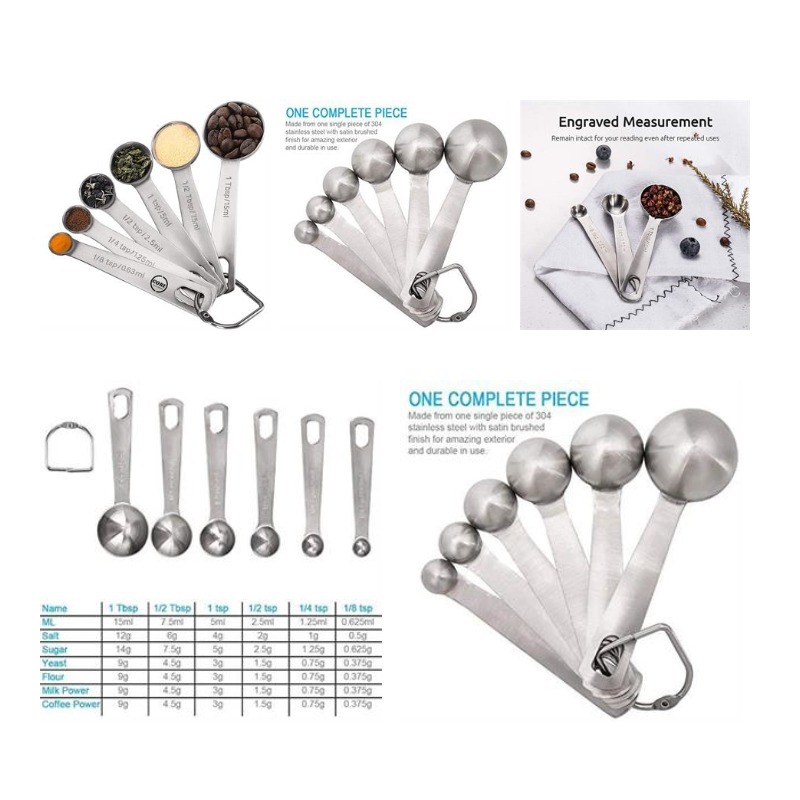 ONE COMPLETE PIECE
Made from one single piece of 304
stainless steel with satin brushed
finish for amazing exterior
and durable in use.
Engraved Measurement
Remain intact for your reading even after repeated uses
1 Tbsp/15ml
1/2 Tbsp/7.5ml
1 tsp/5ml
1/2 tsp/2.5ml
1/4 tsp/1.25ml
1/8 tsp/0.63ml
ONE COMPLETE PIECE
Made from one single piece of 304
stainless steel with satin brushed
finish for amazing exterior
and durable in use.
Name 1 Tbsp 1/2 Tbsp 1 tsp 1/2 tsp 1/4 tsp 1/8 tsp
ML 15ml 7.5ml 5ml 2.5ml 1.25ml 0.625ml
Salt 12g 6g 4g 2g 1g 0.5g
Sugar 14g 7.5g 5g 2.5g 1.25g 0.625g
Yeast 9g 4.5g 3g 1.5g 0.75g 0.375g
Flour 9g 4.5g 3g 1.5g 0.75g 0.375g
Milk Power 9g 4.5g 3g 1.5g 0.75g 0.375g
Coffee Power 9g 4.5g 3g 1.5g 0.75g 0.375g